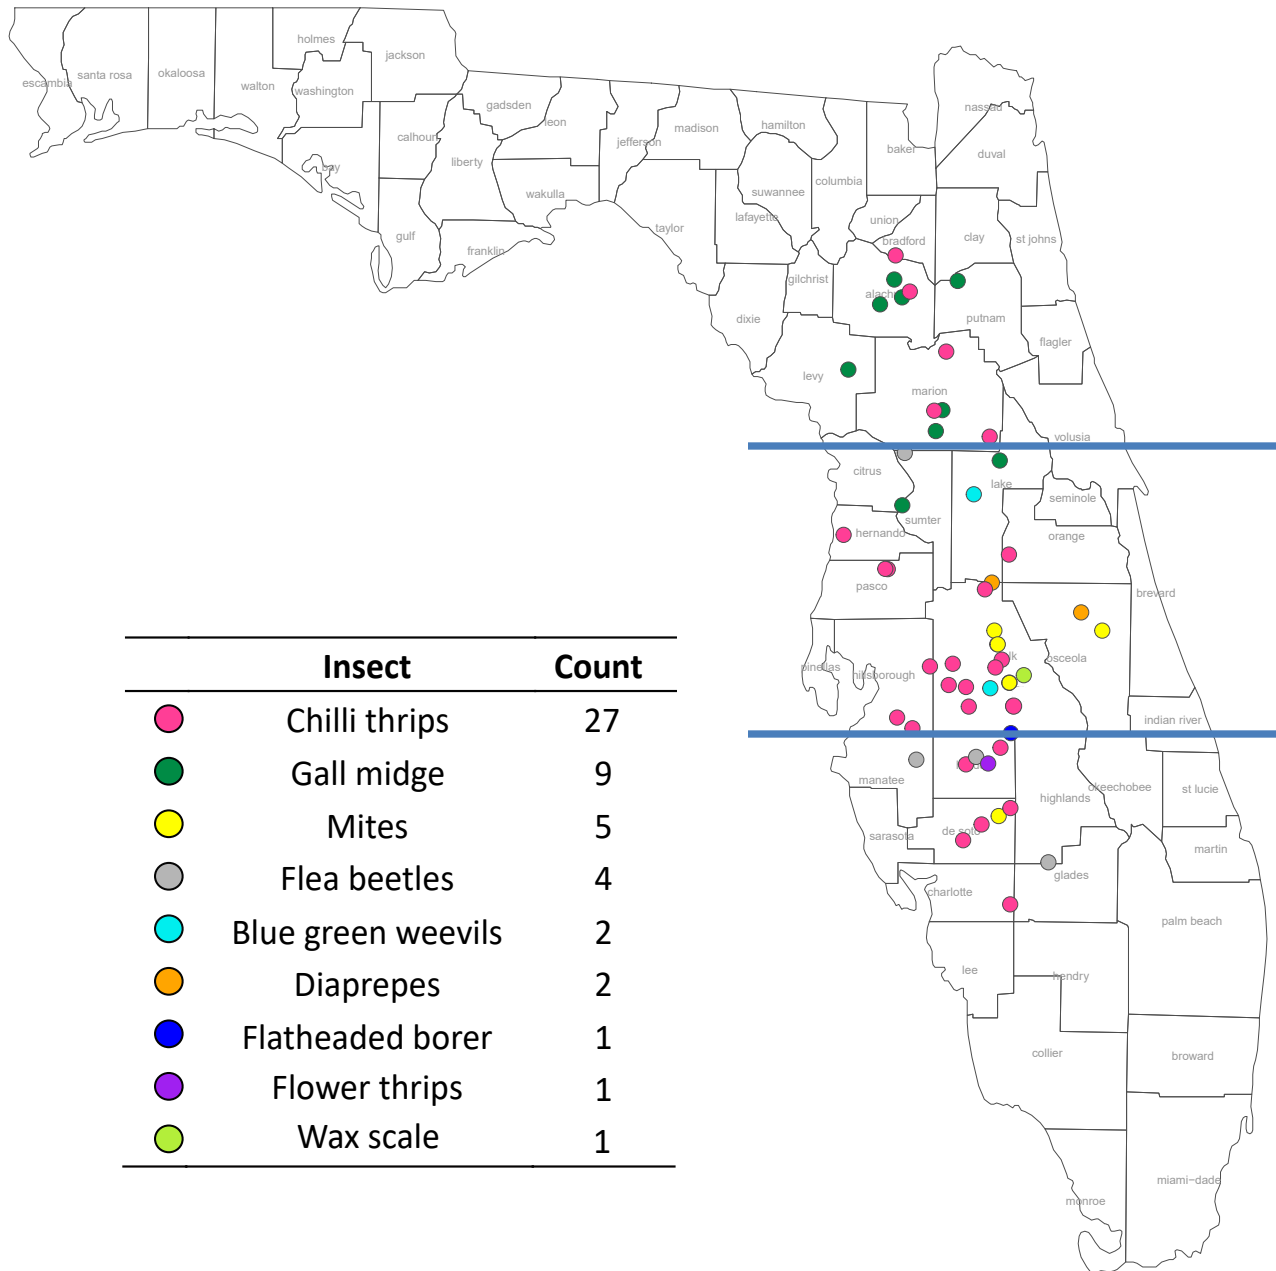 holmes
jackson
escambia
santa rosa
okaloosa
walton
washington
gadsden
leon
nassau
calhoun
jefferson
madison
hamilton
baker
duval
bay
liberty
wakulla
suwannee
columbia
lafayette
union
taylor
gulf
franklin
bradford
clay
st johns
gilchrist
dixie
putnam
flagler
levy
marion
volusia
citrus
lake
seminole
sumter
hernando
orange
pasco
brevard
pinellas
hillsborough
osceola
indian river
manatee
highlands
okeechobee
st lucie
sarasota
de soto
martin
charlotte
glades
palm beach
lee
hendry
collier
broward
monroe
miami-dade
Insect Count
Chilli thrips 27
Gall midge 9
Mites 5
Flea beetles 4
Blue green weevils 2
Diaprepes 2
Flatheaded borer 1
Flower thrips 1
Wax scale 1